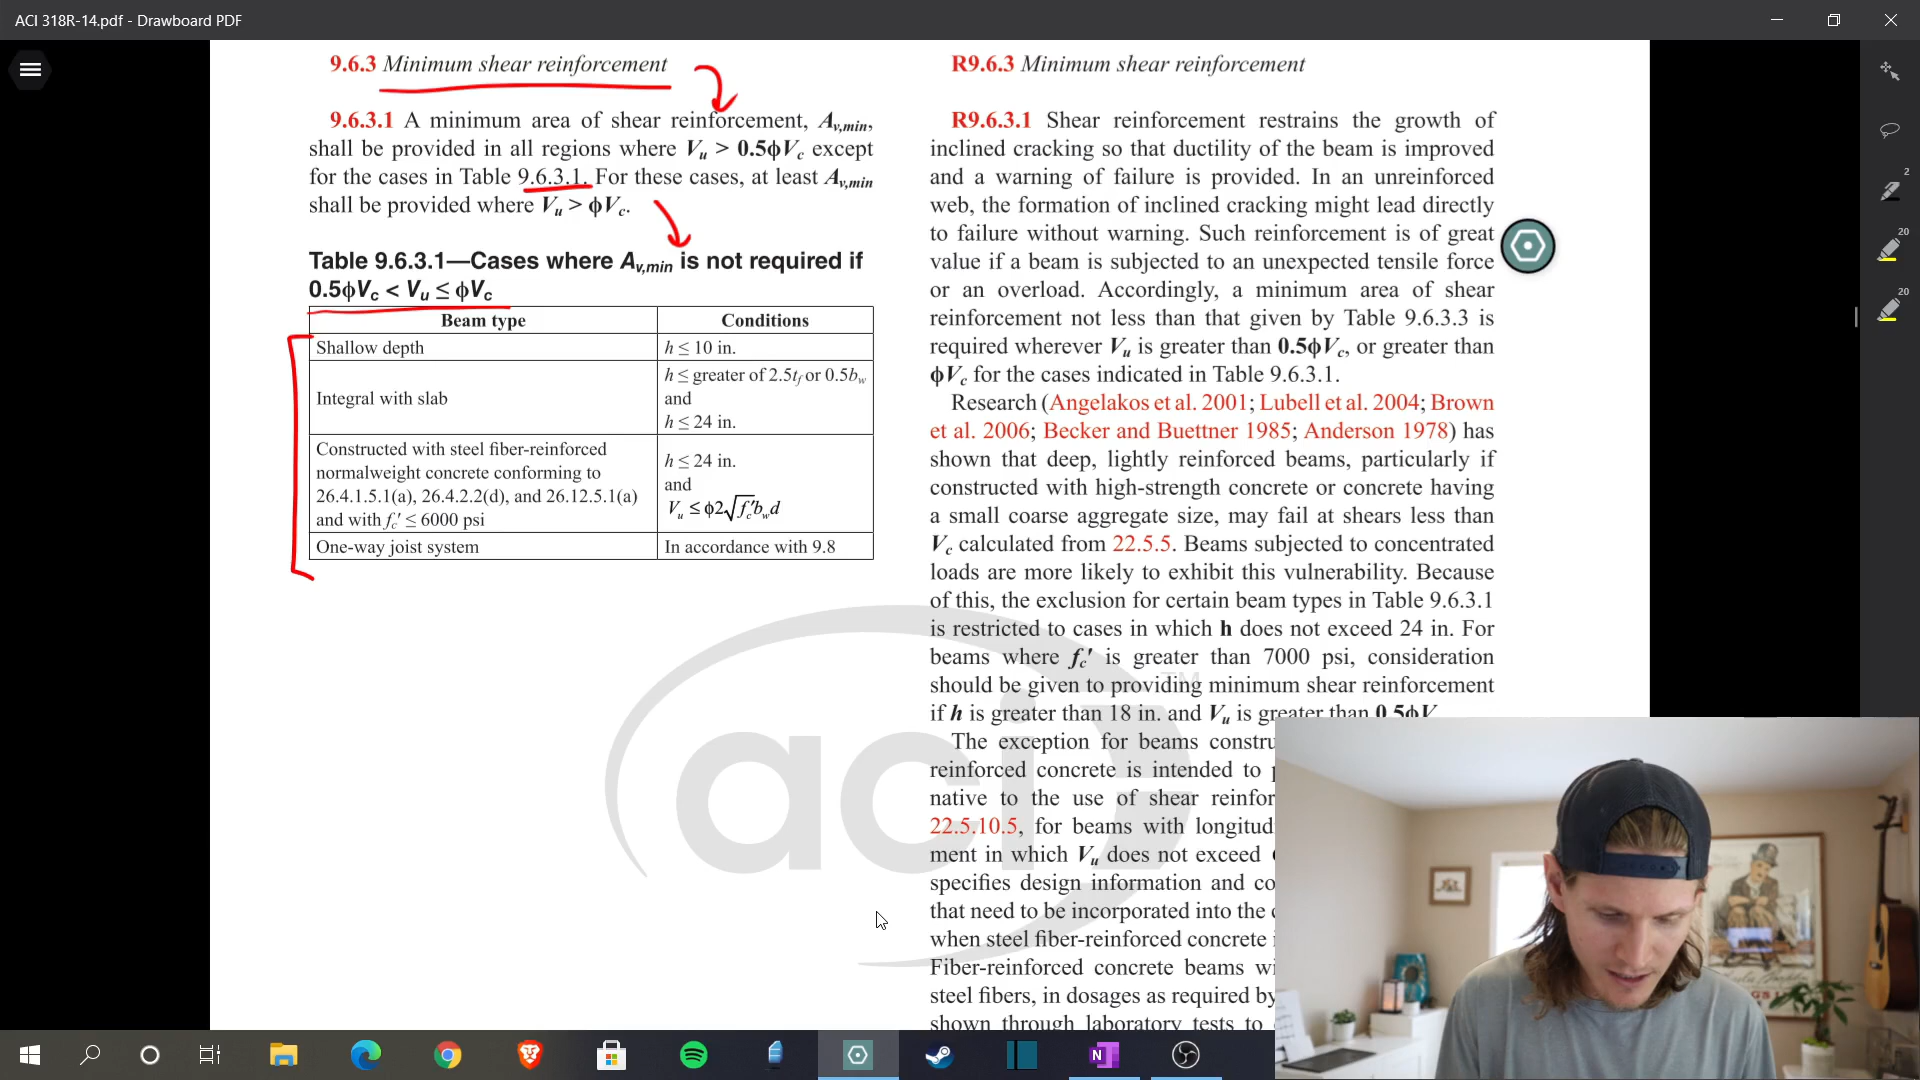 ACI 318R-14.pdf - Drawboard PDF
9.6.3 Minimum shear reinforcement
9.6.3.1 A minimum area of shear reinforcement, Av,min,
shall be provided in all regions where Vu > 0.5ϕVc except
for the cases in Table 9.6.3.1. For these cases, at least Av,min
shall be provided where Vu > ϕVc.
Table 9.6.3.1—Cases where Av,min is not required if
0.5ϕVc < Vu ≤ ϕVc
Beam type Conditions
Shallow depth h ≤ 10 in.
Integral with slab
h ≤ greater of 2.5tf or 0.5bw
and
h ≤ 24 in.
Constructed with steel fiber-reinforced
normalweight concrete conforming to
26.4.1.5.1(a), 26.4.2.2(d), and 26.12.5.1(a)
and with fc′ ≤ 6000 psi
h ≤ 24 in.
and
Vu ≤ ϕ2√fc′bwd
One-way joist system In accordance with 9.8
R9.6.3 Minimum shear reinforcement
R9.6.3.1 Shear reinforcement restrains the growth of
inclined cracking so that ductility of the beam is improved
and a warning of failure is provided. In an unreinforced
web, the formation of inclined cracking might lead directly
to failure without warning. Such reinforcement is of great
value if a beam is subjected to an unexpected tensile force
or an overload. Accordingly, a minimum area of shear
reinforcement not less than that given by Table 9.6.3.3 is
required wherever Vu is greater than 0.5ϕVc, or greater than
ϕVc for the cases indicated in Table 9.6.3.1.
Research (Angelakos et al. 2001; Lubell et al. 2004; Brown
et al. 2006; Becker and Buettner 1985; Anderson 1978) has
shown that deep, lightly reinforced beams, particularly if
constructed with high-strength concrete or concrete having
a small coarse aggregate size, may fail at shears less than
Vc calculated from 22.5.5. Beams subjected to concentrated
loads are more likely to exhibit this vulnerability. Because
of this, the exclusion for certain beam types in Table 9.6.3.1
is restricted to cases in which h does not exceed 24 in. For
beams where fc′ is greater than 7000 psi, consideration
should be given to providing minimum shear reinforcement
if h is greater than 18 in. and Vu is greater than 0.5ϕV
The exception for beams constru
reinforced concrete is intended to
native to the use of shear reinfor
22.5.10.5, for beams with longitud
ment in which Vu does not exceed
specifies design information and co
that need to be incorporated into the
when steel fiber-reinforced concrete
Fiber-reinforced concrete beams wi
steel fibers, in dosages as required by
shown through laboratory tests to
aci
TM
2
20
20
N